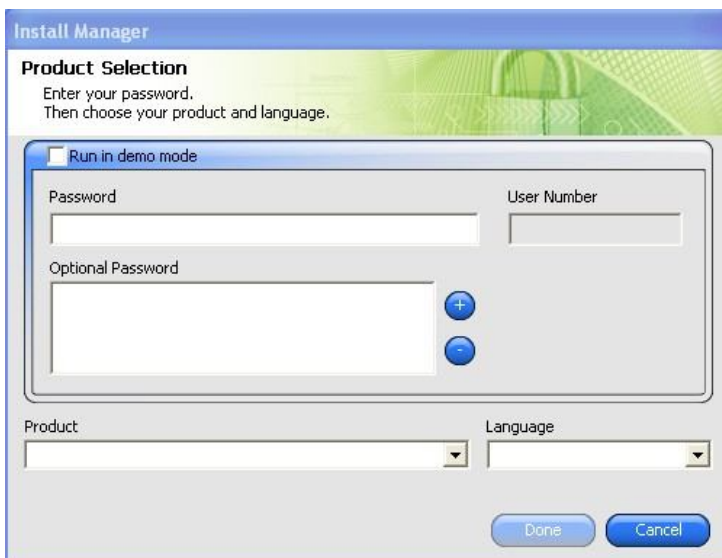 Install Manager
Product Selection
Enter your password.
Then choose your product and language.
Run in demo mode
Password
User Number
Optional Password
+
-
Product
Language
Done
Cancel